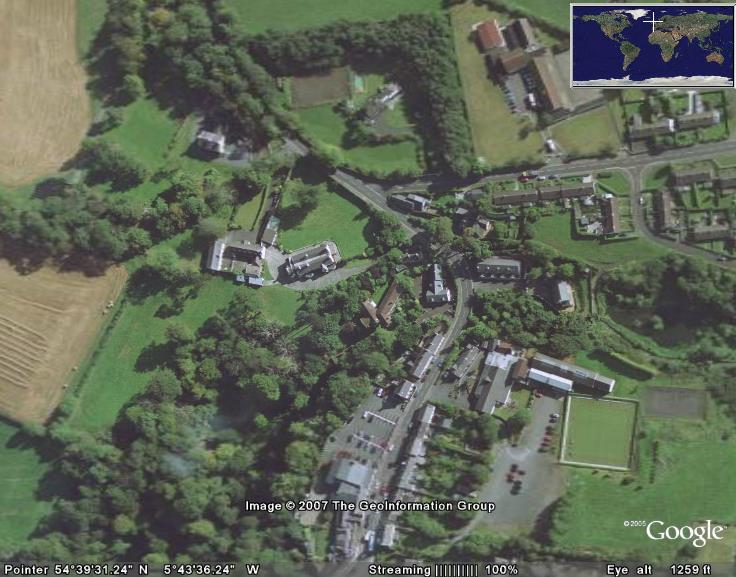 Image © 2007 The GeoInformation Group
© 2005 Google
Pointer 54°39'31.24" N 5°43'36.24" W Streaming |||||||||| 100% Eye alt 1259 ft